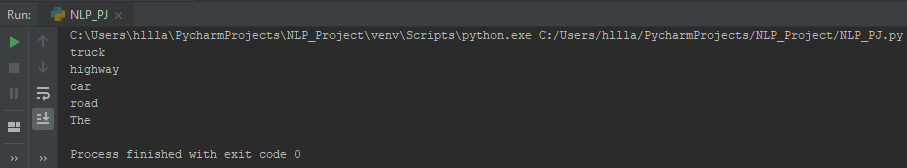 Run: NLP_PJ
C:\Users\hllla\PycharmProjects\NLP_Project\venv\Scripts\python.exe C:/Users/hllla/PycharmProjects/NLP_Project/NLP_PJ.py
truck
highway
car
road
The
Process finished with exit code 0